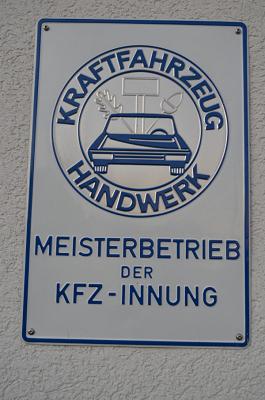 KRAFTFAHRZEUG
HANDWERK
MEISTERBETRIEB
DER
KFZ-INNUNG